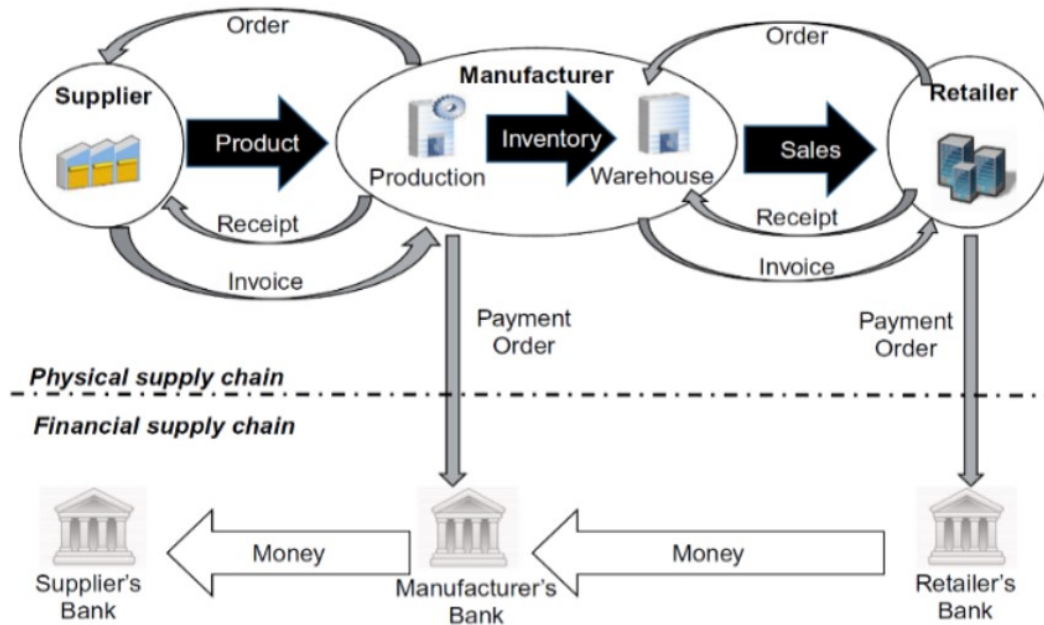 Order
Order
Manufacturer
Supplier
Retailer
Product
Inventory
Sales
Production
Warehouse
Receipt
Receipt
Invoice
Invoice
Payment
Order
Payment
Order
Physical supply chain
Financial supply chain
Money
Money
Supplier's
Bank
Manufacturer's
Bank
Retailer's
Bank